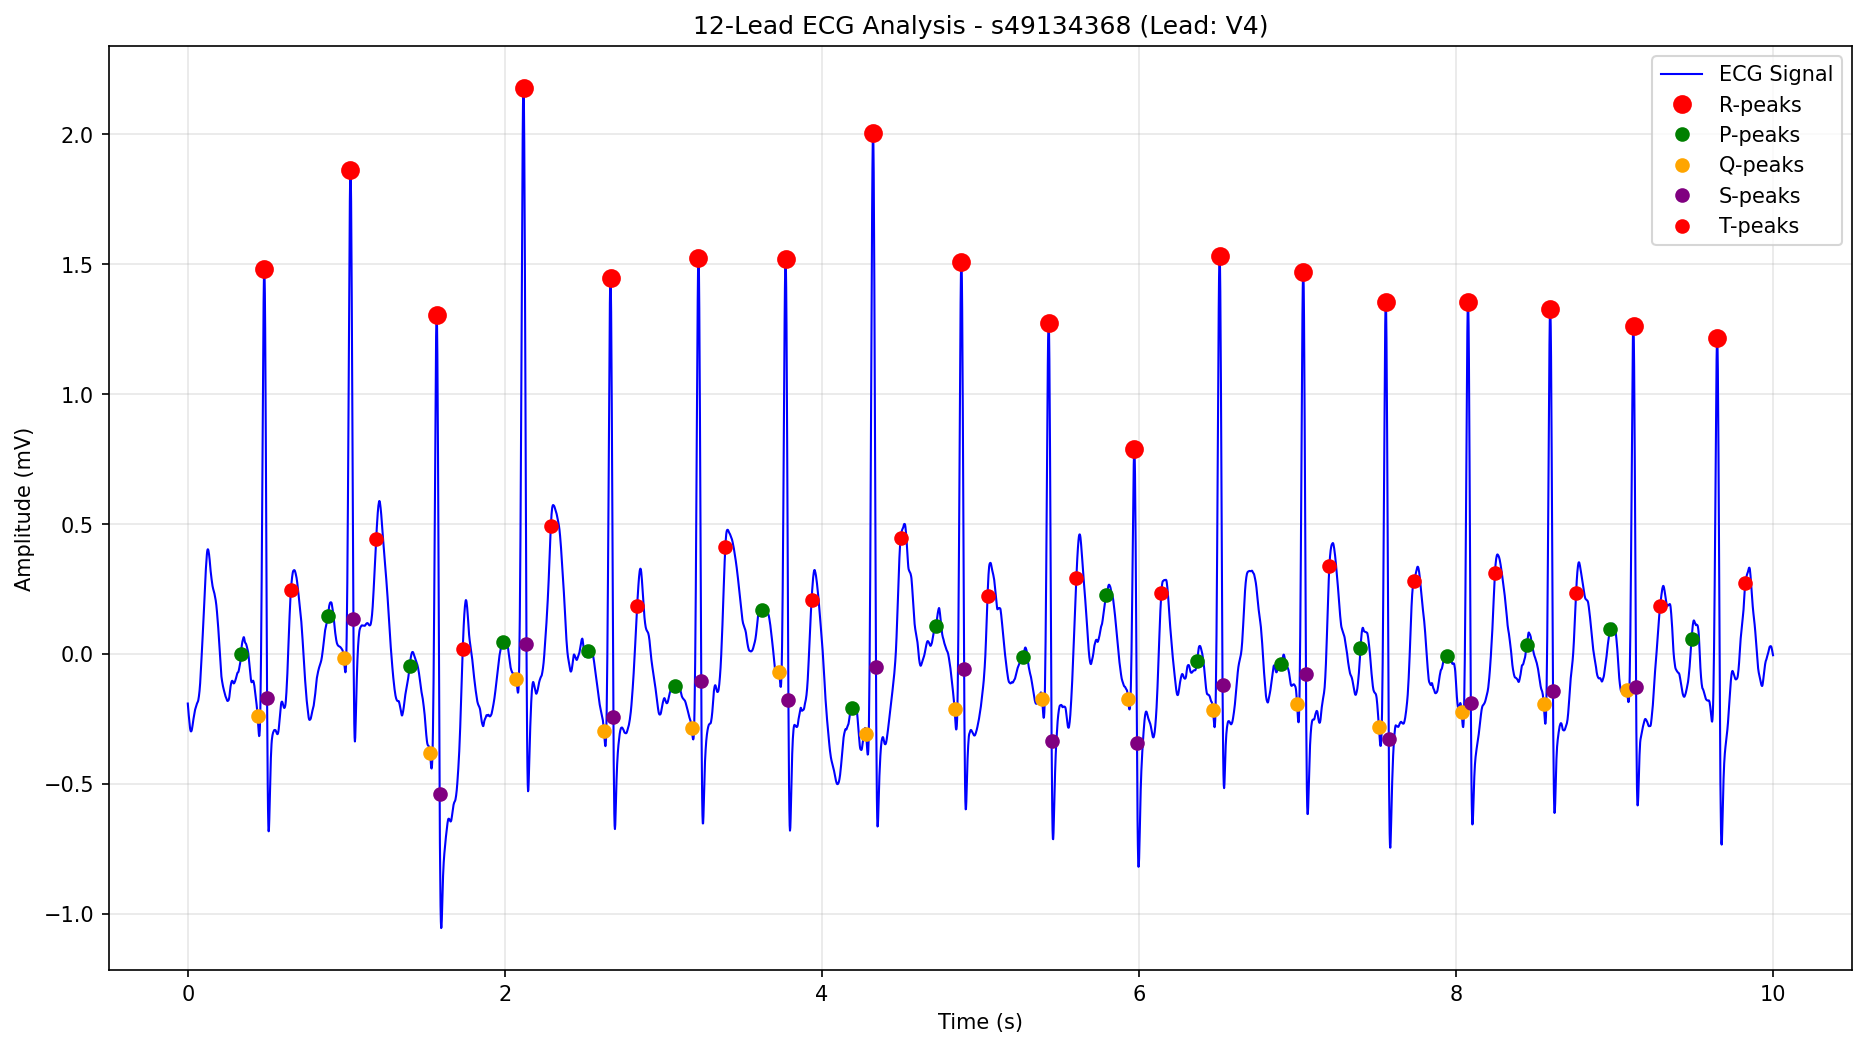 12-Lead ECG Analysis - s49134368 (Lead: V4)
ECG Signal
R-peaks
P-peaks
Q-peaks
S-peaks
T-peaks
Amplitude (mV)
2.0
1.5
1.0
0.5
0.0
−0.5
−1.0
0
2
4
6
8
10
Time (s)